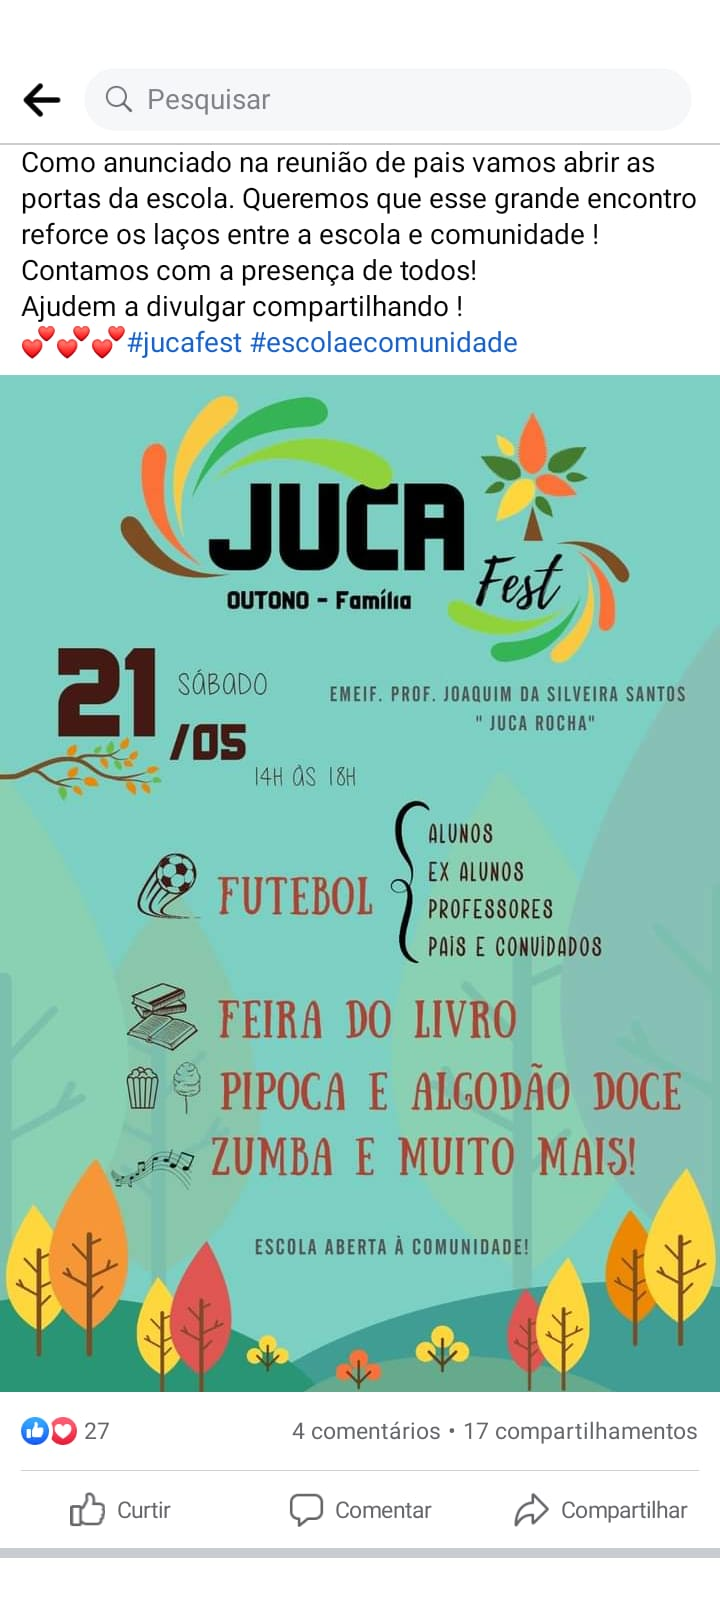 Pesquisar
Como anunciado na reunião de pais vamos abrir as
portas da escola. Queremos que esse grande encontro
reforce os laços entre a escola e comunidade !
Contamos com a presença de todos!
Ajudem a divulgar compartilhando !
💕💕💕#jucafest #escolaecomunidade
JUCA
Fest
OUTONO - Família
21 SÁBADO
/05
14H ÀS 18H
EMEIF. PROF. JOAQUIM DA SILVEIRA SANTOS
" JUCA ROCHA"
FUTEBOL
ALUNOS
EX ALUNOS
PROFESSORES
PAIS E CONVIDADOS
FEIRA DO LIVRO
PIPOCA E ALGODÃO DOCE
ZUMBA E MUITO MAIS!
ESCOLA ABERTA À COMUNIDADE!
27 4 comentários • 17 compartilhamentos
Curtir Comentar Compartilhar